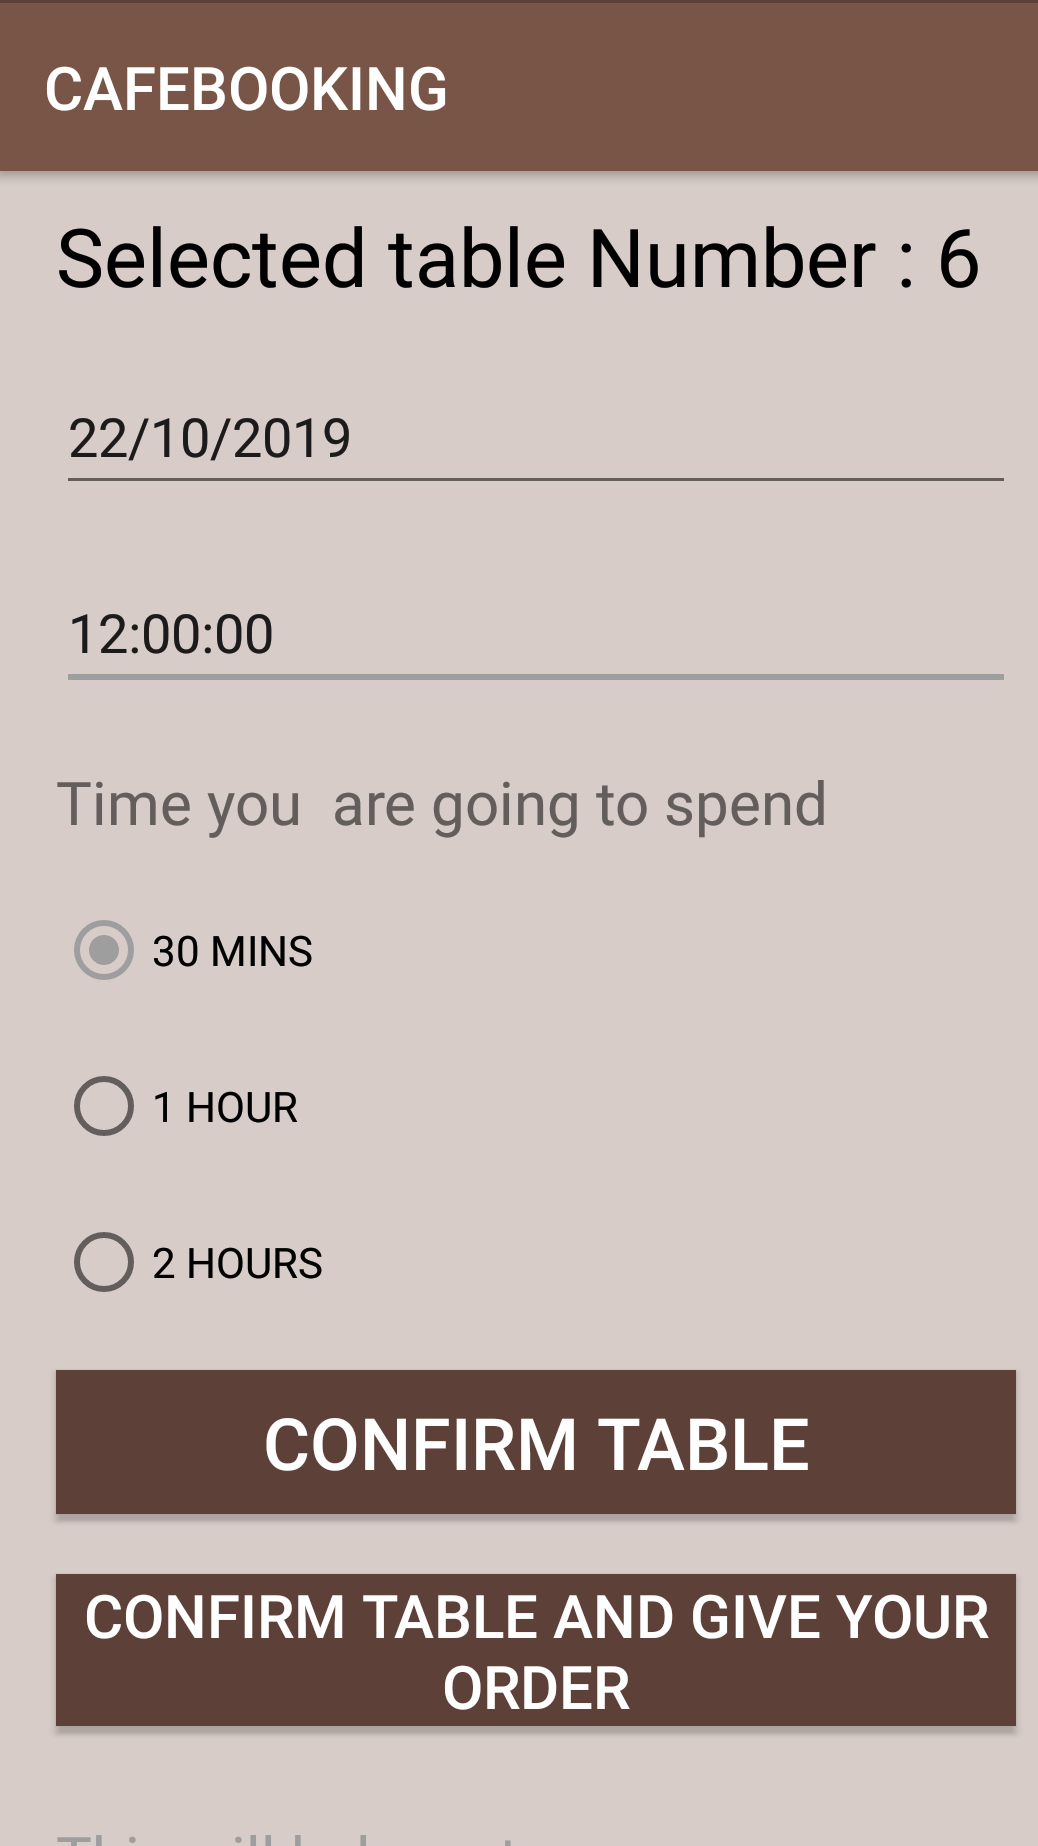 CAFEBOOKING
Selected table Number : 6
22/10/2019
12:00:00
Time you  are going to spend
30 MINS
1 HOUR
2 HOURS
CONFIRM TABLE
CONFIRM TABLE AND GIVE YOUR
ORDER